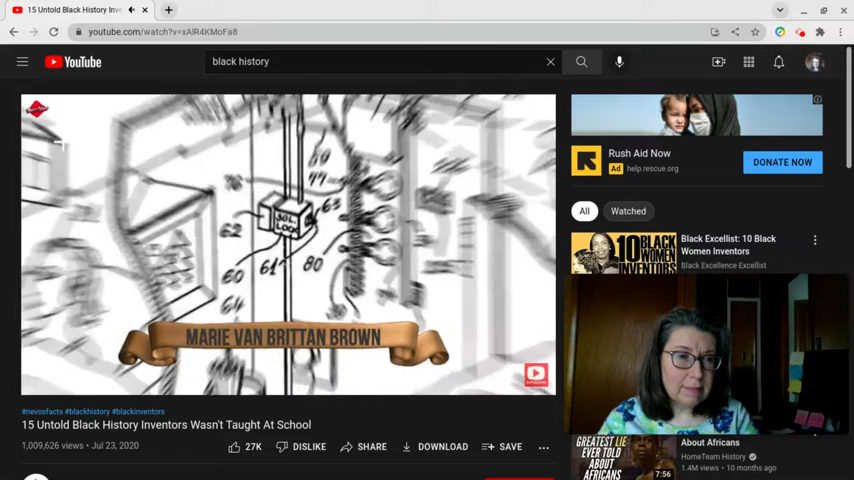 15 Untold Black History Inve
youtube.com/watch?v=xAlR4KMoFa8
YouTube
black history
69
77
63
62
SOL.
LOCK
60
61
80
64
MARIE VAN BRITTAN BROWN
#nevosfacts #blackhistory #blackinventors
15 Untold Black History Inventors Wasn't Taught At School
1,009,626 views • Jul 23, 2020
27K
DISLIKE
SHARE
DOWNLOAD
SAVE
Rush Aid Now
Ad
help.rescue.org
DONATE NOW
All
Watched
10 BLACK
WOMEN
INVENTORS
Black Excellist: 10 Black
Women Inventors
Black Excellence Excellist
GREATEST
LIE
EVER TOLD
ABOUT
AFRICANS
7:56
About Africans
HomeTeam History
1.4M views • 10 months ago